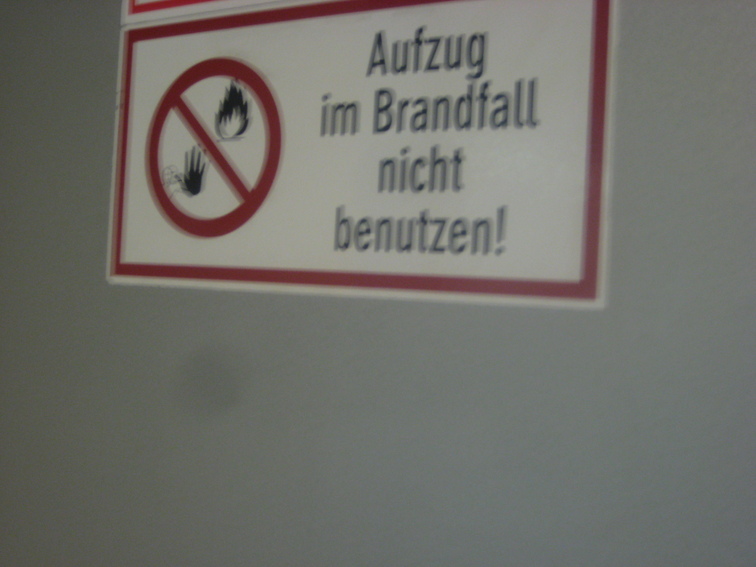 Aufzug
im Brandfall
nicht
benutzen!